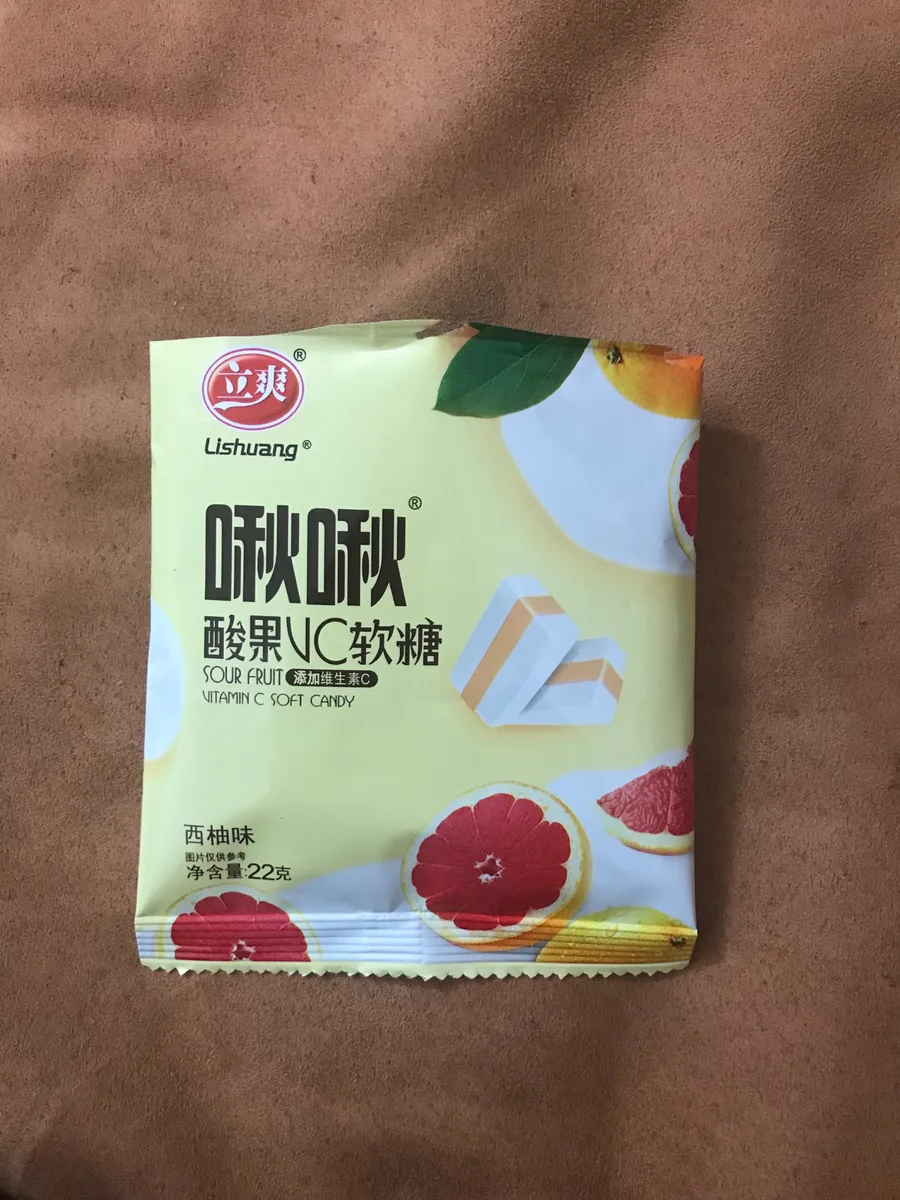 立爽®
Lishuang®
啾啾®
酸果VC软糖
SOUR FRUIT 添加维生素C
VITAMIN C SOFT CANDY
西柚味
图片仅供参考
净含量:22克